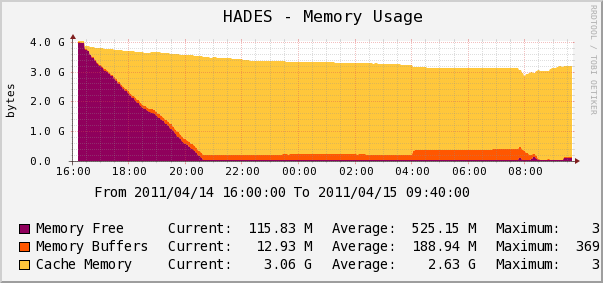 HADES - Memory Usage
RRDTOOL / TOBI OETIKER
bytes
4.0 G
3.0 G
2.0 G
1.0 G
0.0
16:00 18:00 20:00 22:00 00:00 02:00 04:00 06:00 08:00
From 2011/04/14 16:00:00 To 2011/04/15 09:40:00
Memory Free Current: 115.83 M Average: 525.15 M Maximum: 3
Memory Buffers Current: 12.93 M Average: 188.94 M Maximum: 369
Cache Memory Current: 3.06 G Average: 2.63 G Maximum: 3